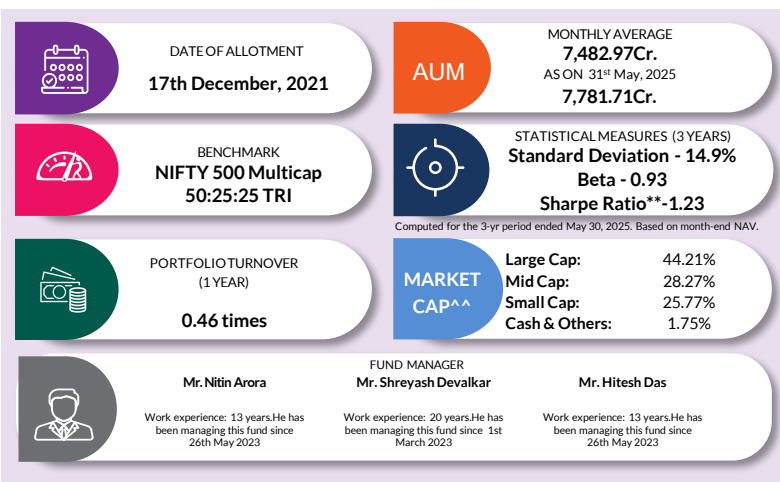 DATE OF ALLOTMENT
17th December, 2021
AUM
MONTHLY AVERAGE
7,482.97Cr.
AS ON 31st May, 2025
7,781.71Cr.
BENCHMARK
NIFTY 500 Multicap
50:25:25 TRI
STATISTICAL MEASURES (3 YEARS)
Standard Deviation - 14.9%
Beta - 0.93
Sharpe Ratio**-1.23
Computed for the 3-yr period ended May 30, 2025. Based on month-end NAV.
PORTFOLIO TURNOVER
(1 YEAR)
0.46 times
MARKET
CAP^^
Large Cap: 44.21%
Mid Cap: 28.27%
Small Cap: 25.77%
Cash & Others: 1.75%
FUND MANAGER
Mr. Nitin Arora
Work experience: 13 years.He has
been managing this fund since
26th May 2023
Mr. Shreyash Devalkar
Work experience: 20 years.He has
been managing this fund since 1st
March 2023
Mr. Hitesh Das
Work experience: 13 years.He has
been managing this fund since
26th May 2023